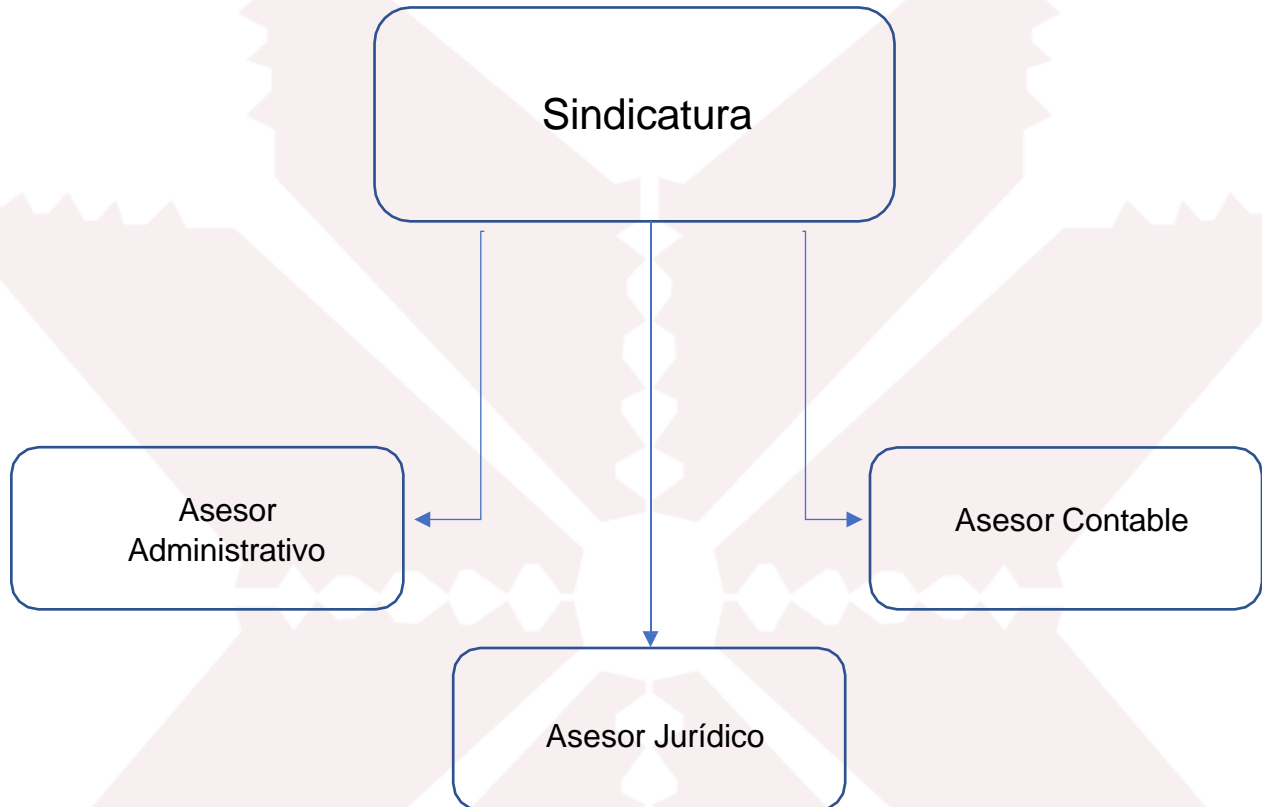 Sindicatura
Asesor
Administrativo
Asesor Contable
Asesor Jurídico